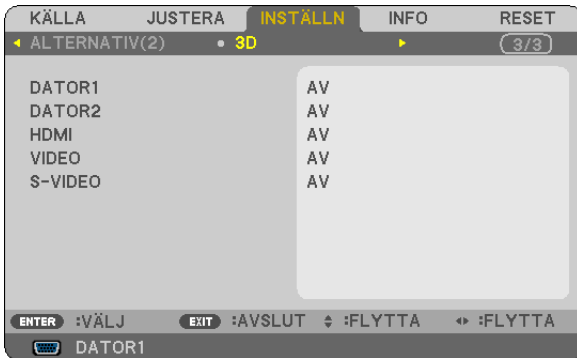 KÄLLA JUSTERA INSTÄLLN INFO RESET
ALTERNATIV(2) 3D 3/3
DATOR1 AV
DATOR2 AV
HDMI AV
VIDEO AV
S-VIDEO AV
ENTER :VÄLJ EXIT :AVSLUT :FLYTTA :FLYTTA
DATOR1